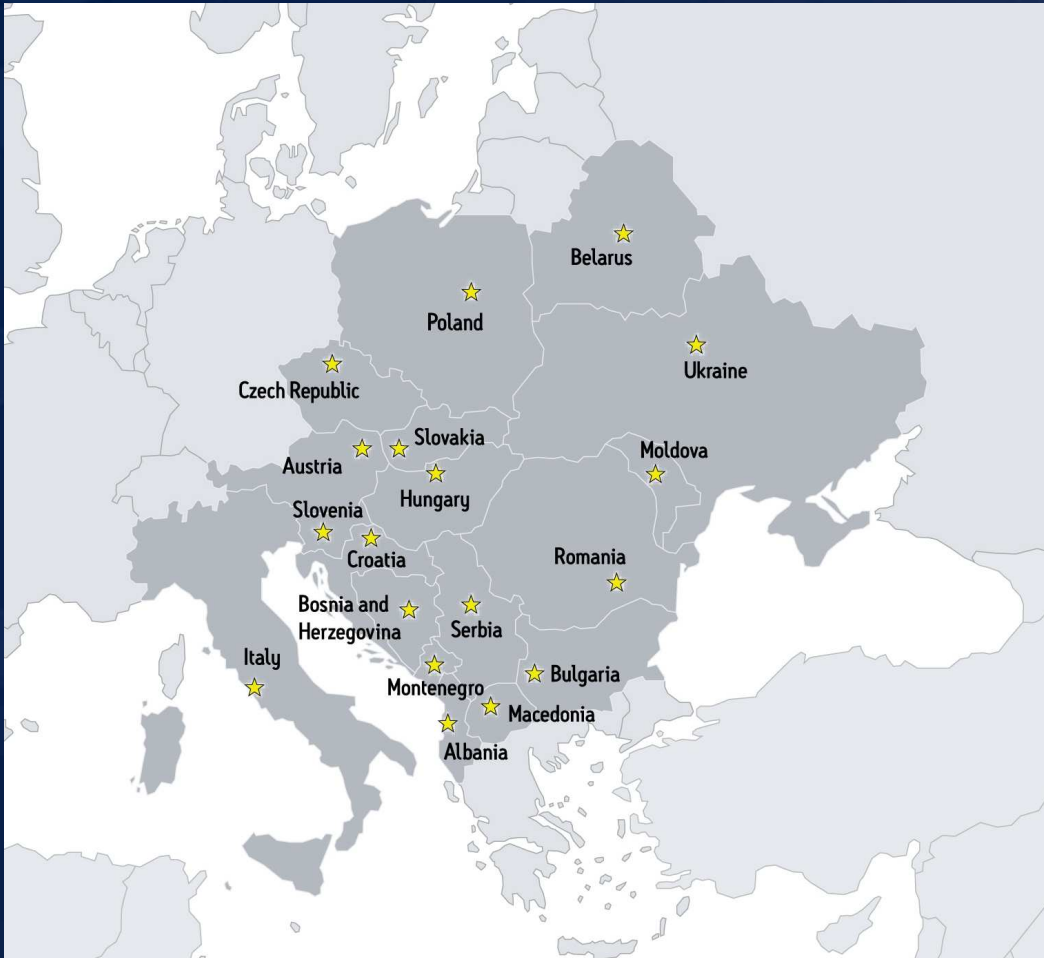 Belarus
Poland
Ukraine
Czech Republic
Slovakia
Moldova
Austria
Hungary
Slovenia
Croatia
Romania
Bosnia and
Herzegovina
Serbia
Italy
Bulgaria
Montenegro
Macedonia
Albania